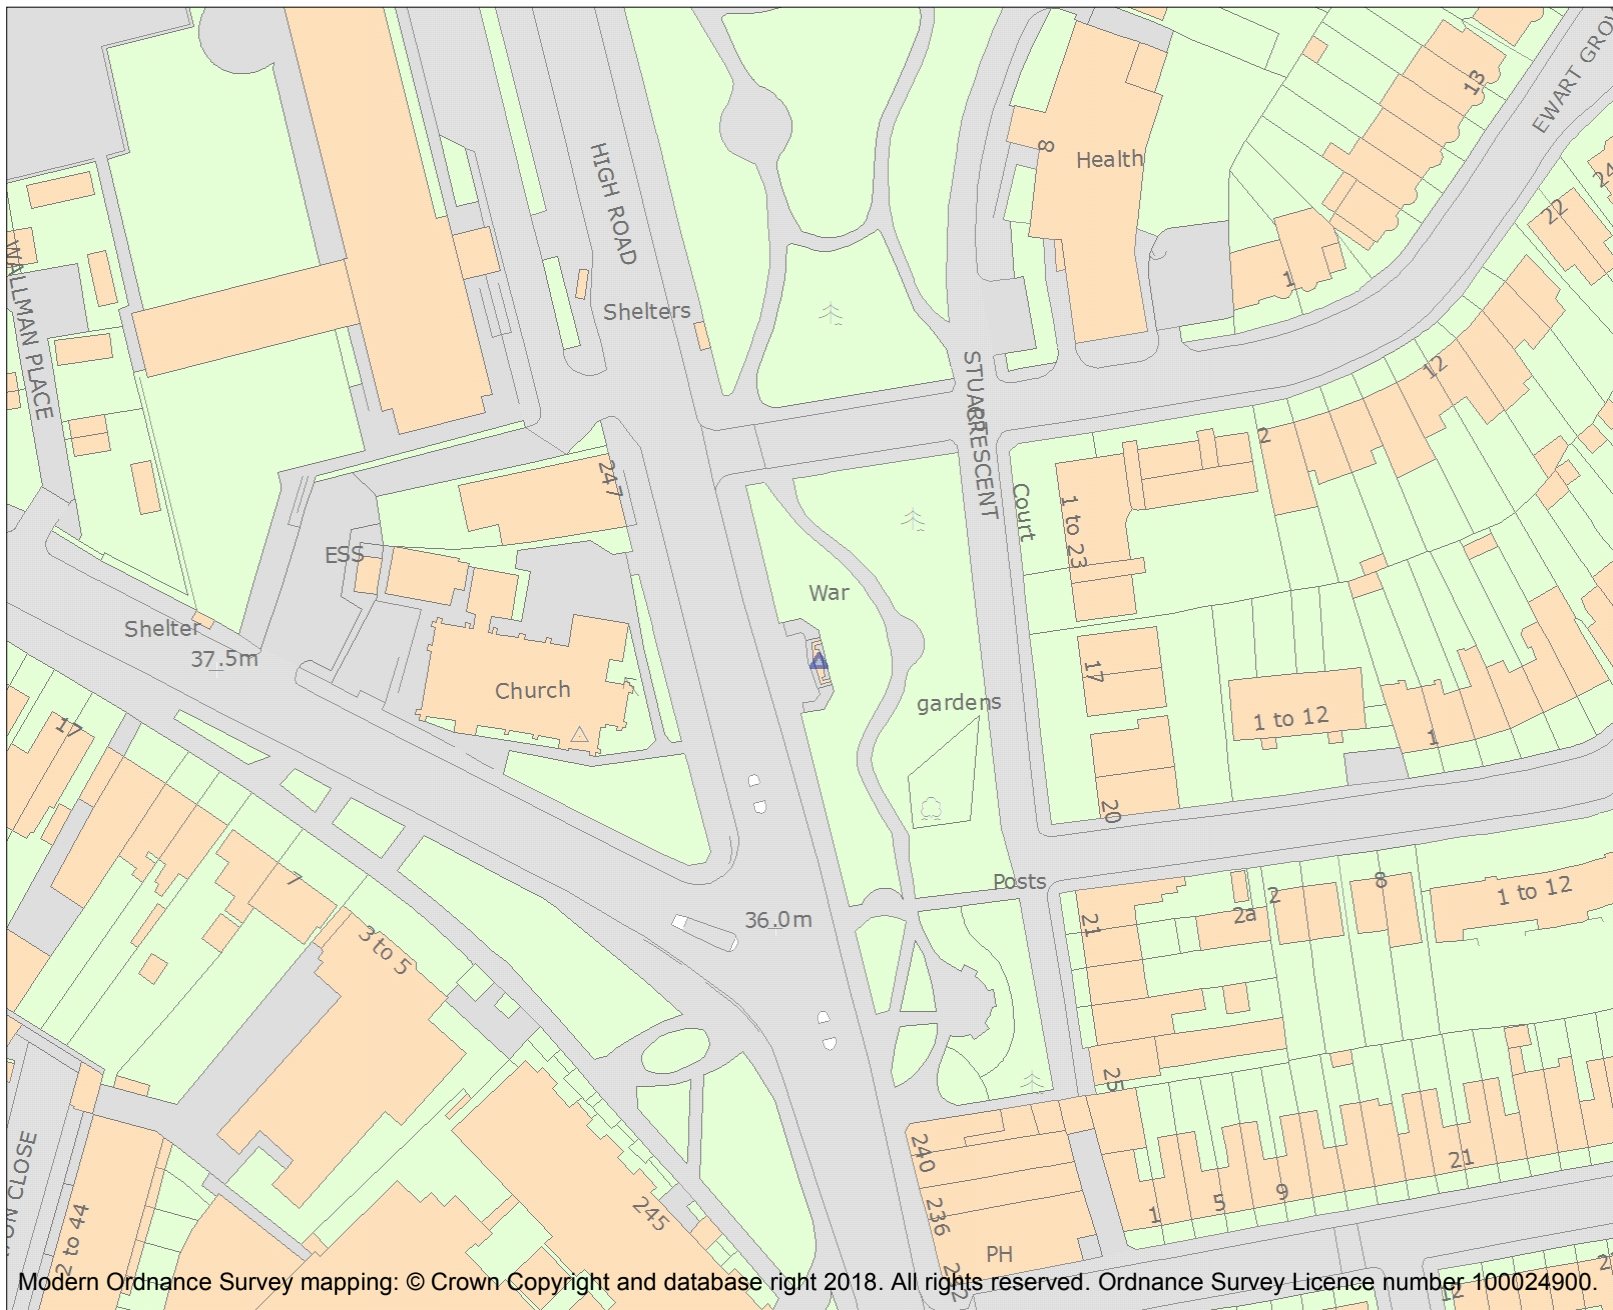 EWART GRO
13
HIGH ROAD
8
Health
24
22
WALLMAN PLACE
1
Shelters
12
STUART
CRESCENT
2
247
Court
1 to 23
ESS
War
Shelter
37.5m
Church
17
gardens
17
1 to 12
1
20
7
Posts
36.0m
3 to 5
21
2a
2
8
1 to 12
25
ON CLOSE
2 to 44
245
240
236
PH
1
5
9
21
12
Modern Ordnance Survey mapping: © Crown Copyright and database right 2018. All rights reserved. Ordnance Survey Licence number 100024900.